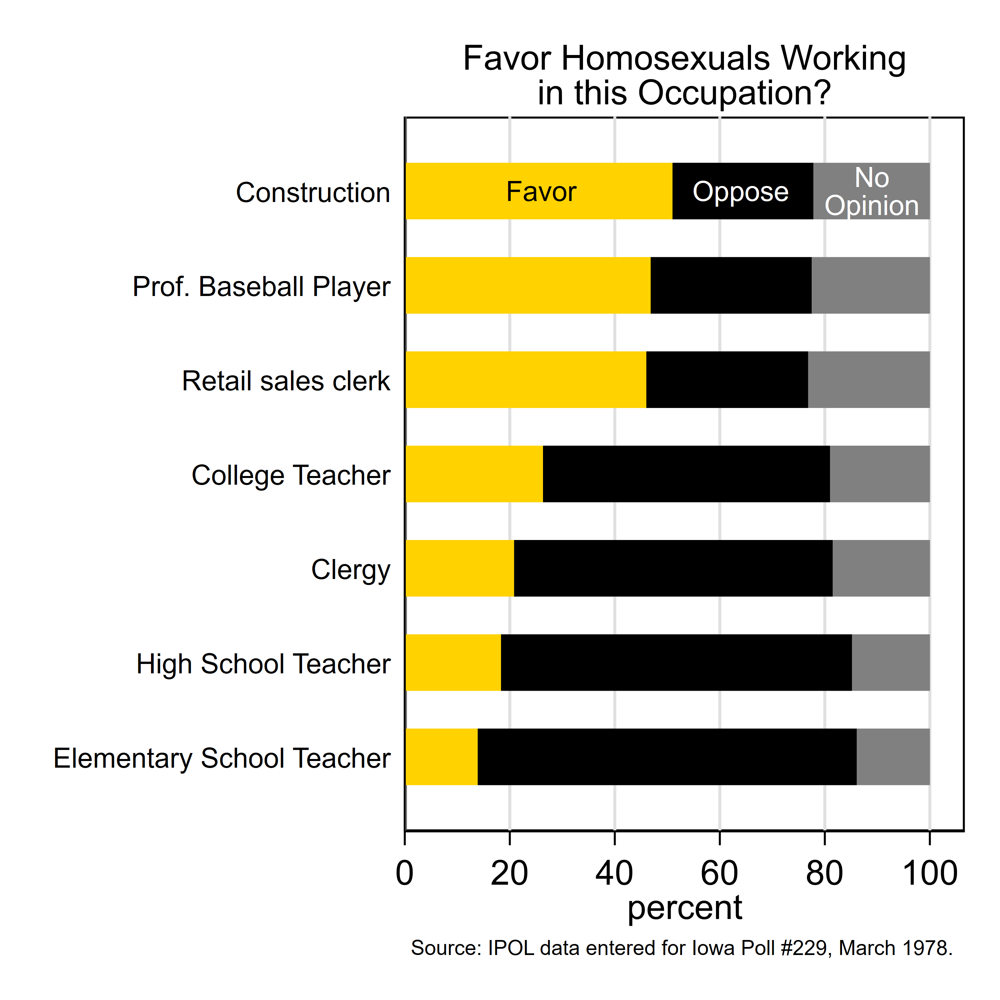 Favor Homosexuals Working
in this Occupation?
Construction
Favor
Oppose
No
Opinion
Prof. Baseball Player
Retail sales clerk
College Teacher
Clergy
High School Teacher
Elementary School Teacher
0 20 40 60 80 100
percent
Source: IPOL data entered for Iowa Poll #229, March 1978.